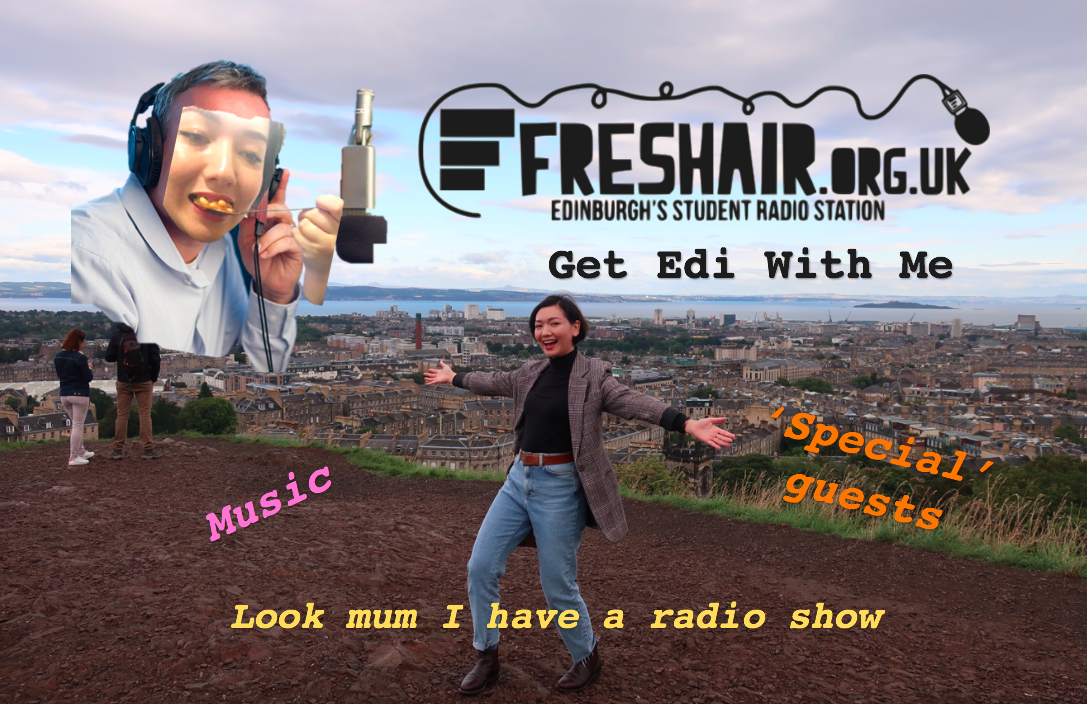 FRESHAIR.ORG.UK
EDINBURGH'S STUDENT RADIO STATION
Get Edi With Me
'Special'
guests
Music
Look mum I have a radio show